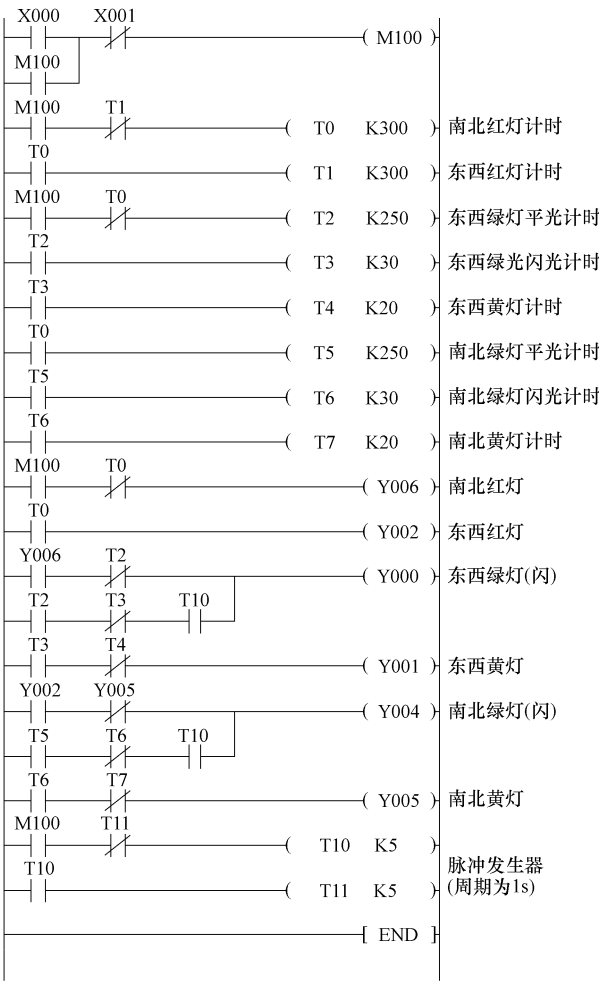 X000 X001
( M100 )
M100
M100 T1
( T0 K300 ) 南北红灯计时
T0
( T1 K300 ) 东西红灯计时
M100 T0
( T2 K250 ) 东西绿灯平光计时
T2
( T3 K30 ) 东西绿光闪光计时
T3
( T4 K20 ) 东西黄灯计时
T0
( T5 K250 ) 南北绿灯平光计时
T5
( T6 K30 ) 南北绿灯闪光计时
T6
( T7 K20 ) 南北黄灯计时
M100 T0
( Y006 ) 南北红灯
T0
( Y002 ) 东西红灯
Y006 T2
( Y000 ) 东西绿灯(闪)
T2 T3 T10
T3 T4
( Y001 ) 东西黄灯
Y002 Y005
( Y004 ) 南北绿灯(闪)
T5 T6 T10
T6 T7
( Y005 ) 南北黄灯
M100 T11
( T10 K5 )
脉冲发生器
T10
( T11 K5 ) (周期为1s)
[ END ]